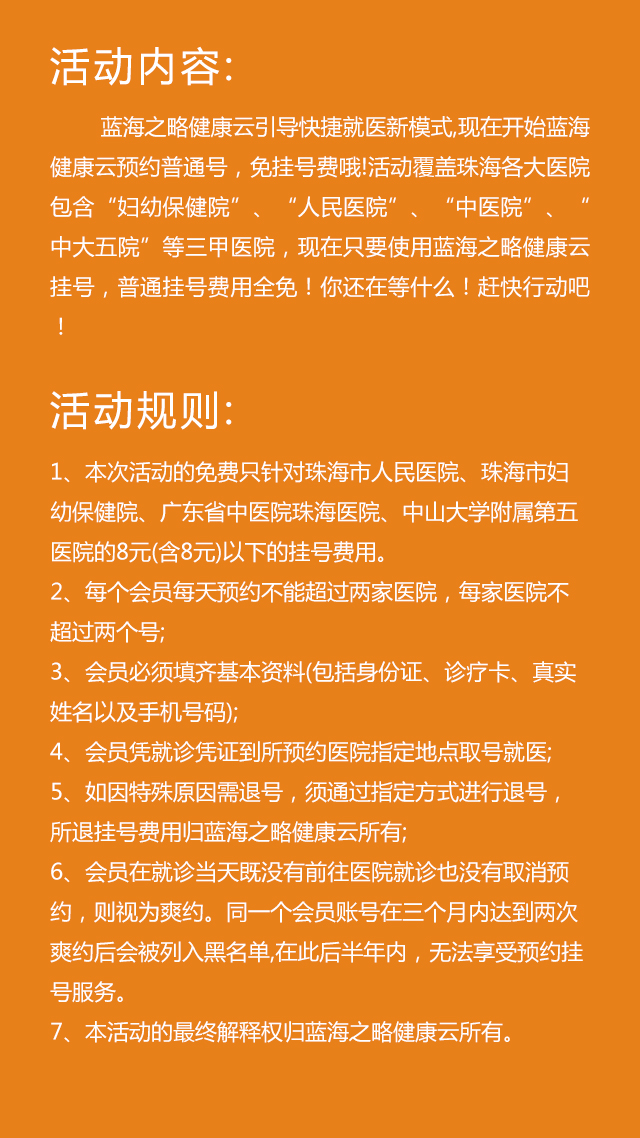 活动内容:
蓝海之略健康云引导快捷就医新模式,现在开始蓝海
健康云预约普通号，免挂号费哦!活动覆盖珠海各大医院
包含“妇幼保健院”、“人民医院”、“中医院”、“
中大五院”等三甲医院，现在只要使用蓝海之略健康云
挂号，普通挂号费用全免！你还在等什么！赶快行动吧
！
活动规则:
1、本次活动的免费只针对珠海市人民医院、珠海市妇
幼保健院、广东省中医院珠海医院、中山大学附属第五
医院的8元(含8元)以下的挂号费用。
2、每个会员每天预约不能超过两家医院，每家医院不
超过两个号;
3、会员必须填齐基本资料(包括身份证、诊疗卡、真实
姓名以及手机号码);
4、会员凭就诊凭证到所预约医院指定地点取号就医;
5、如因特殊原因需退号，须通过指定方式进行退号，
所退挂号费用归蓝海之略健康云所有;
6、会员在就诊当天既没有前往医院就诊也没有取消预
约，则视为爽约。同一个会员账号在三个月内达到两次
爽约后会被列入黑名单,在此后半年内，无法享受预约挂
号服务。
7、本活动的最终解释权归蓝海之略健康云所有。